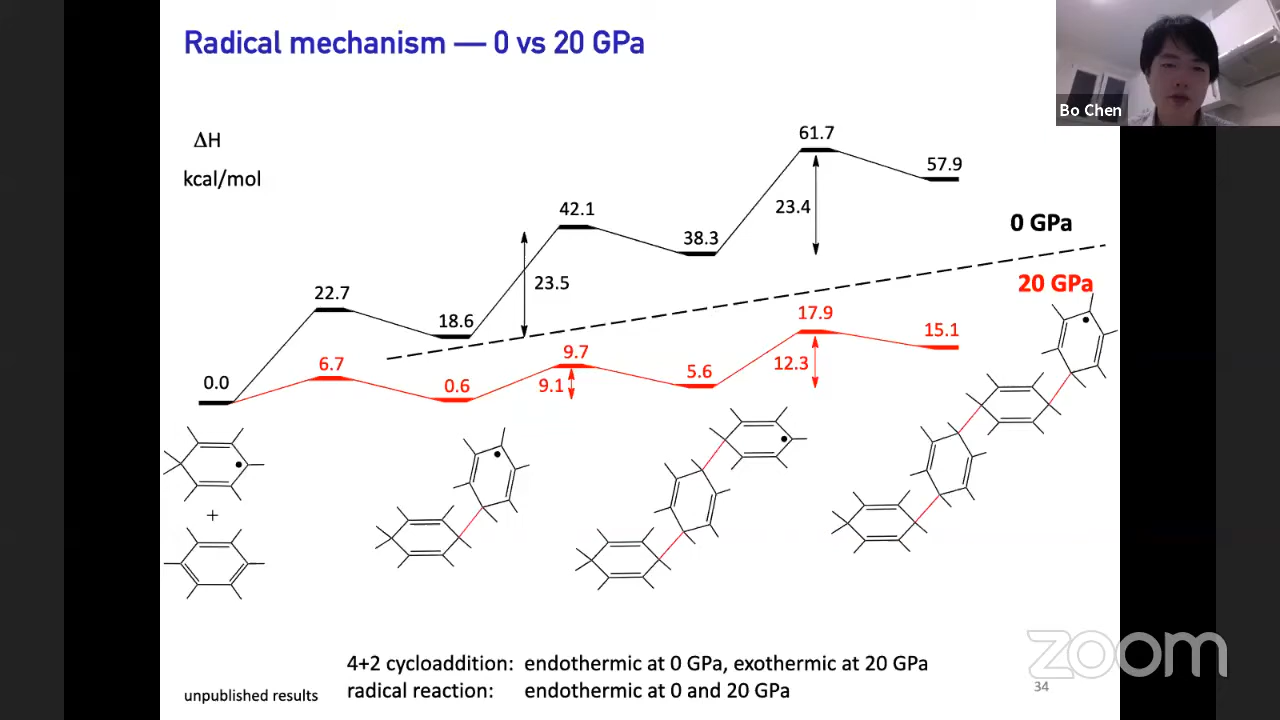 Radical mechanism — 0 vs 20 GPa
Bo Chen
ΔH
kcal/mol
61.7
57.9
42.1
23.4
38.3
0 GPa
23.5
20 GPa
22.7
18.6
17.9
15.1
9.7
6.7
12.3
5.6
0.0
0.6
9.1
+
4+2 cycloaddition: endothermic at 0 GPa, exothermic at 20 GPa
radical reaction: endothermic at 0 and 20 GPa
unpublished results
34
zoom